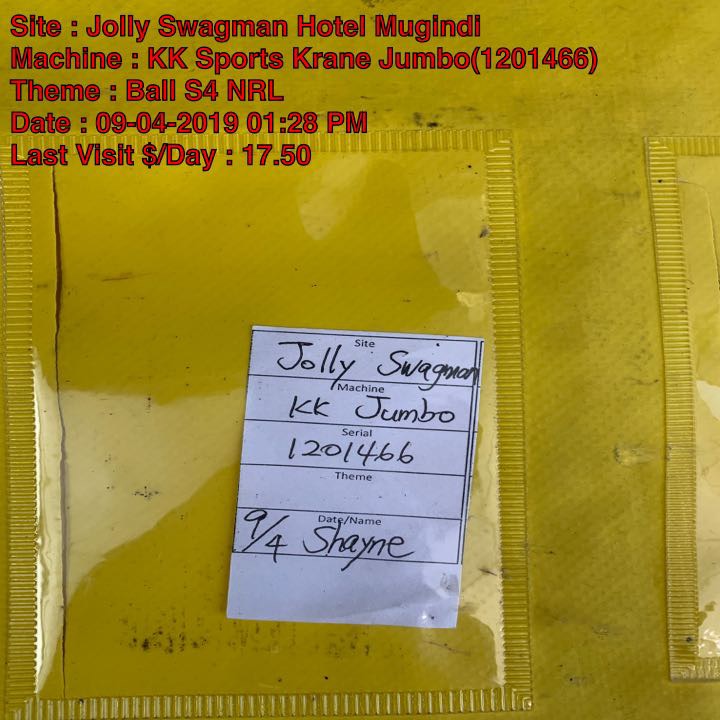 Site : Jolly Swagman Hotel Mugindi
Machine : KK Sports Krane Jumbo(1201466)
Theme : Ball S4 NRL
Date : 09-04-2019 01:28 PM
Last Visit $/Day : 17.50
Site
Jolly Swagman
Machine
KK Jumbo
Serial
1201466
Theme
Date/Name
9/4 Shayne